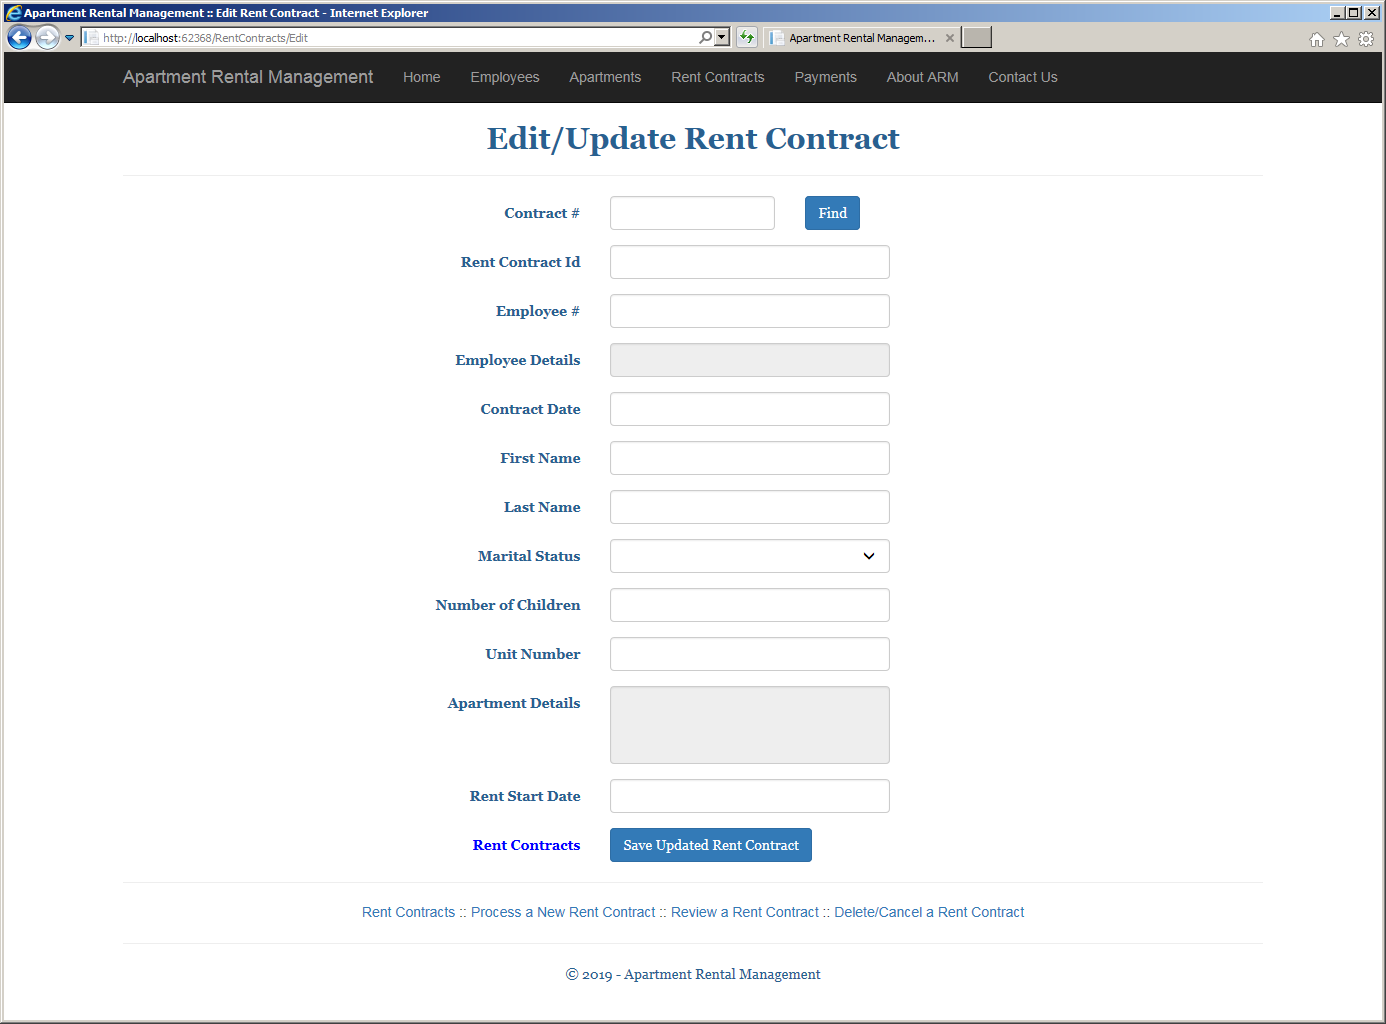 Apartment Rental Management :: Edit Rent Contract - Internet Explorer
http://localhost:62368/RentContracts/Edit
Apartment Rental Managem...
Apartment Rental Management Home Employees Apartments Rent Contracts Payments About ARM Contact Us
Edit/Update Rent Contract
Contract # Find
Rent Contract Id
Employee #
Employee Details
Contract Date
First Name
Last Name
Marital Status
Number of Children
Unit Number
Apartment Details
Rent Start Date
Rent Contracts Save Updated Rent Contract
Rent Contracts :: Process a New Rent Contract :: Review a Rent Contract :: Delete/Cancel a Rent Contract
© 2019 - Apartment Rental Management